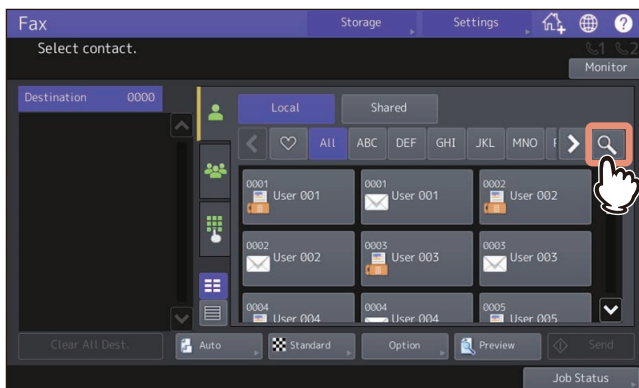 Fax
Storage
Settings
?
Select contact.
1 2
Monitor
Destination 0000
Local
Shared
All
ABC
DEF
GHI
JKL
MNO
0001
User 001
0001
User 001
0002
User 002
0002
User 002
0003
User 003
0003
User 003
0004
User 004
0004
User 004
0005
User 005
Clear All Dest.
Auto
Standard
Option
Preview
Send
Job Status